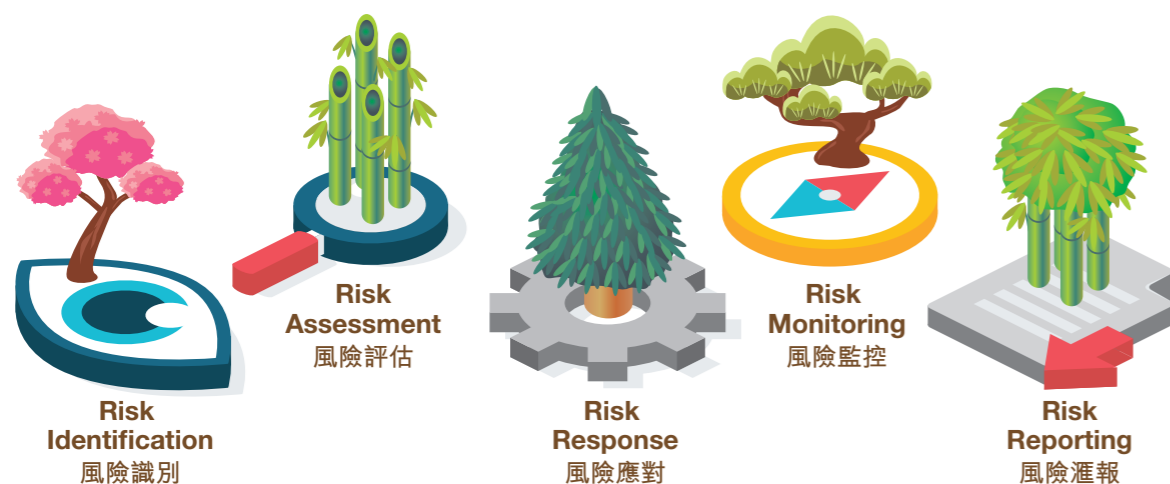 Risk
Identification
風險識別
Risk
Assessment
風險評估
Risk
Response
風險應對
Risk
Monitoring
風險監控
Risk
Reporting
風險滙報